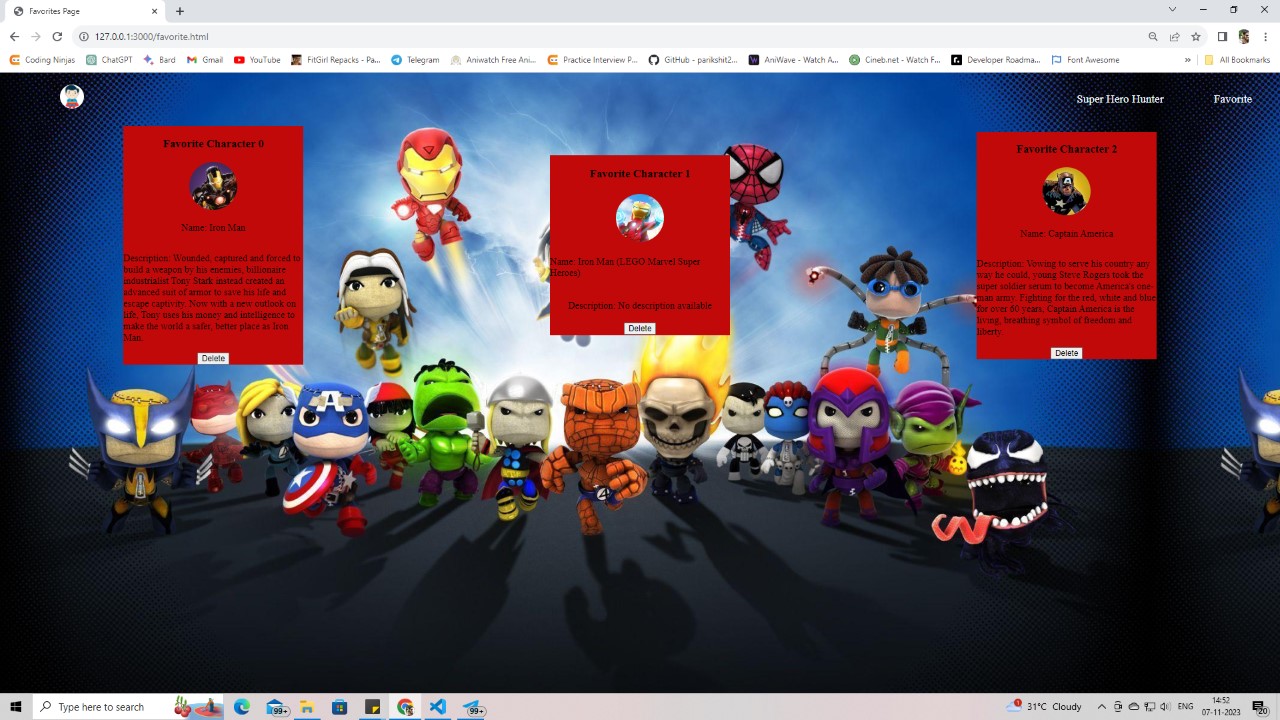 Favorites Page
127.0.0.1:3000/favorite.html
Coding Ninjas
ChatGPT
Bard
Gmail
YouTube
FitGirl Repacks - Pa...
Telegram
Aniwatch Free Ani...
Practice Interview P...
GitHub - parikshit2...
AniWave - Watch A...
Cineb.net - Watch F...
Developer Roadma...
Font Awesome
»
All Bookmarks
Super Hero Hunter
Favorite
Favorite Character 0
Name: Iron Man
Description: Wounded, captured and forced to
build a weapon by his enemies, billionaire
industrialist Tony Stark instead created an
advanced suit of armor to save his life and
escape captivity. Now with a new outlook on
life, Tony uses his money and intelligence to
make the world a safer, better place as Iron
Man.
Delete
Favorite Character 1
Name: Iron Man (LEGO Marvel Super
Heroes)
Description: No description available
Delete
Favorite Character 2
Name: Captain America
Description: Vowing to serve his country any
way he could, young Steve Rogers took the
super soldier serum to become America's one-
man army. Fighting for the red, white and blue
for over 60 years, Captain America is the
living, breathing symbol of freedom and
liberty.
Delete
Type here to search
99+
99+
31°C Cloudy
ENG
14:52
07-11-2023
20